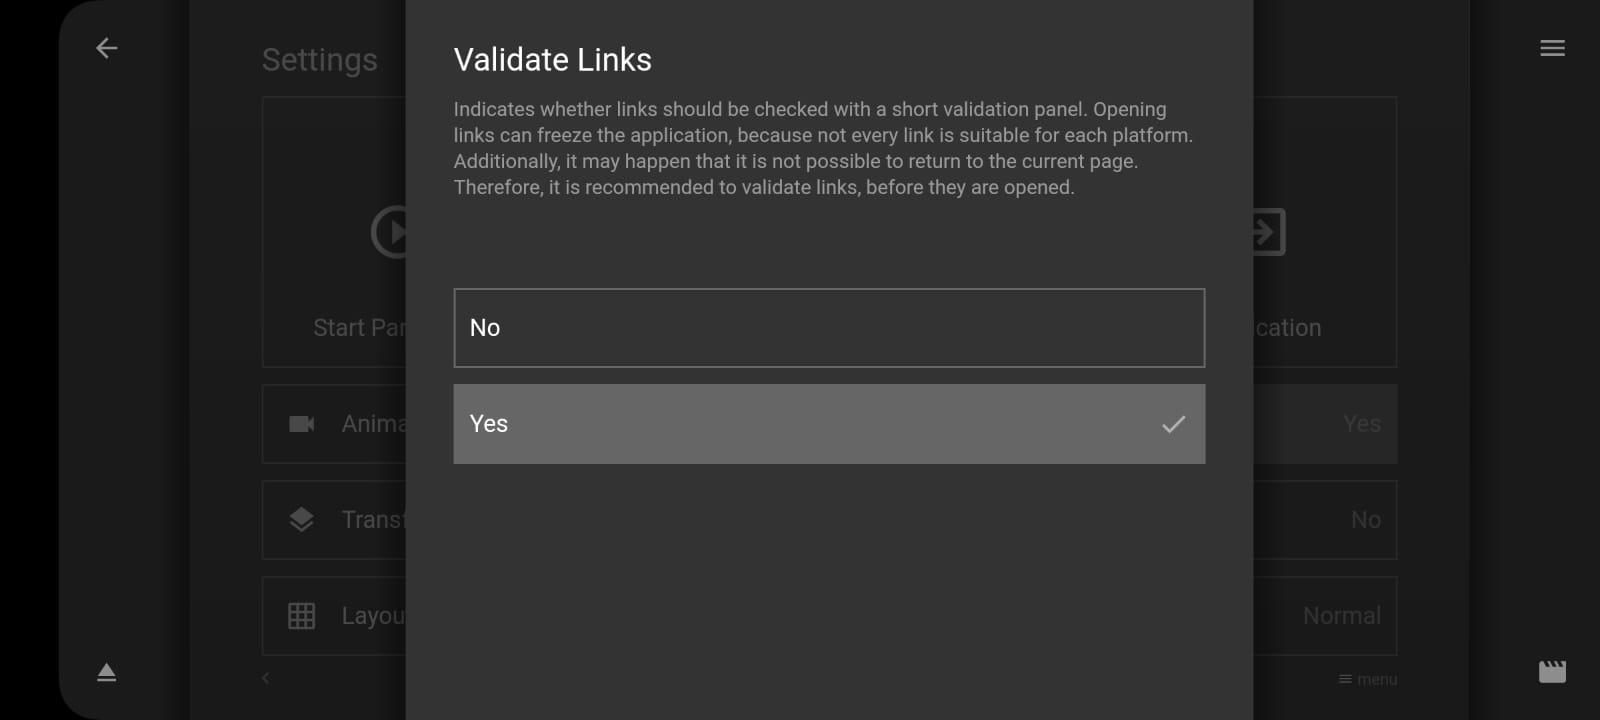 Settings
Validate Links
Indicates whether links should be checked with a short validation panel. Opening
links can freeze the application, because not every link is suitable for each platform.
Additionally, it may happen that it is not possible to return to the current page.
Therefore, it is recommended to validate links, before they are opened.
Start Par
No
cation
Anima
Yes
Yes
Transf
No
Layou
Normal
menu